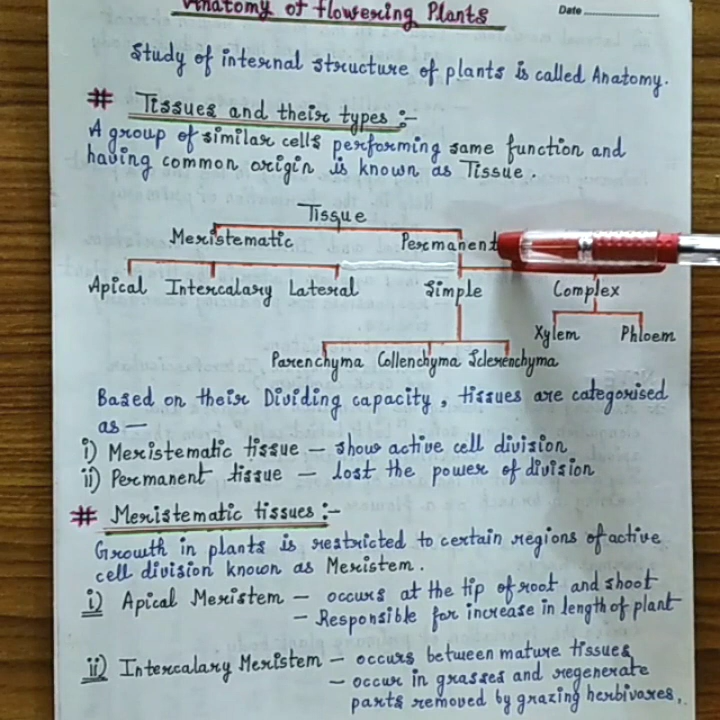 Anatomy of flowering Plants
Date
Study of internal structure of plants is called Anatomy.
# Tissues and their types :-
A group of similar cells performing same function and
having common origin is known as Tissue.
Tissue
Meristematic Permanent
Apical Intercalary Lateral Simple Complex
Xylem Phloem
Parenchyma Collenchyma Sclerenchyma
Based on their Dividing capacity, tissues are categorised
as —
i) Meristematic tissue — show active cell division
ii) Permanent tissue — lost the power of division
# Meristematic tissues :-
Growth in plants is restricted to certain regions of active
cell division known as Meristem.
i) Apical Meristem — occurs at the tip of root and shoot
— Responsible for increase in length of plant
ii) Intercalary Meristem — occurs between mature tissues
— occur in grasses and regenerate
parts removed by grazing herbivores.